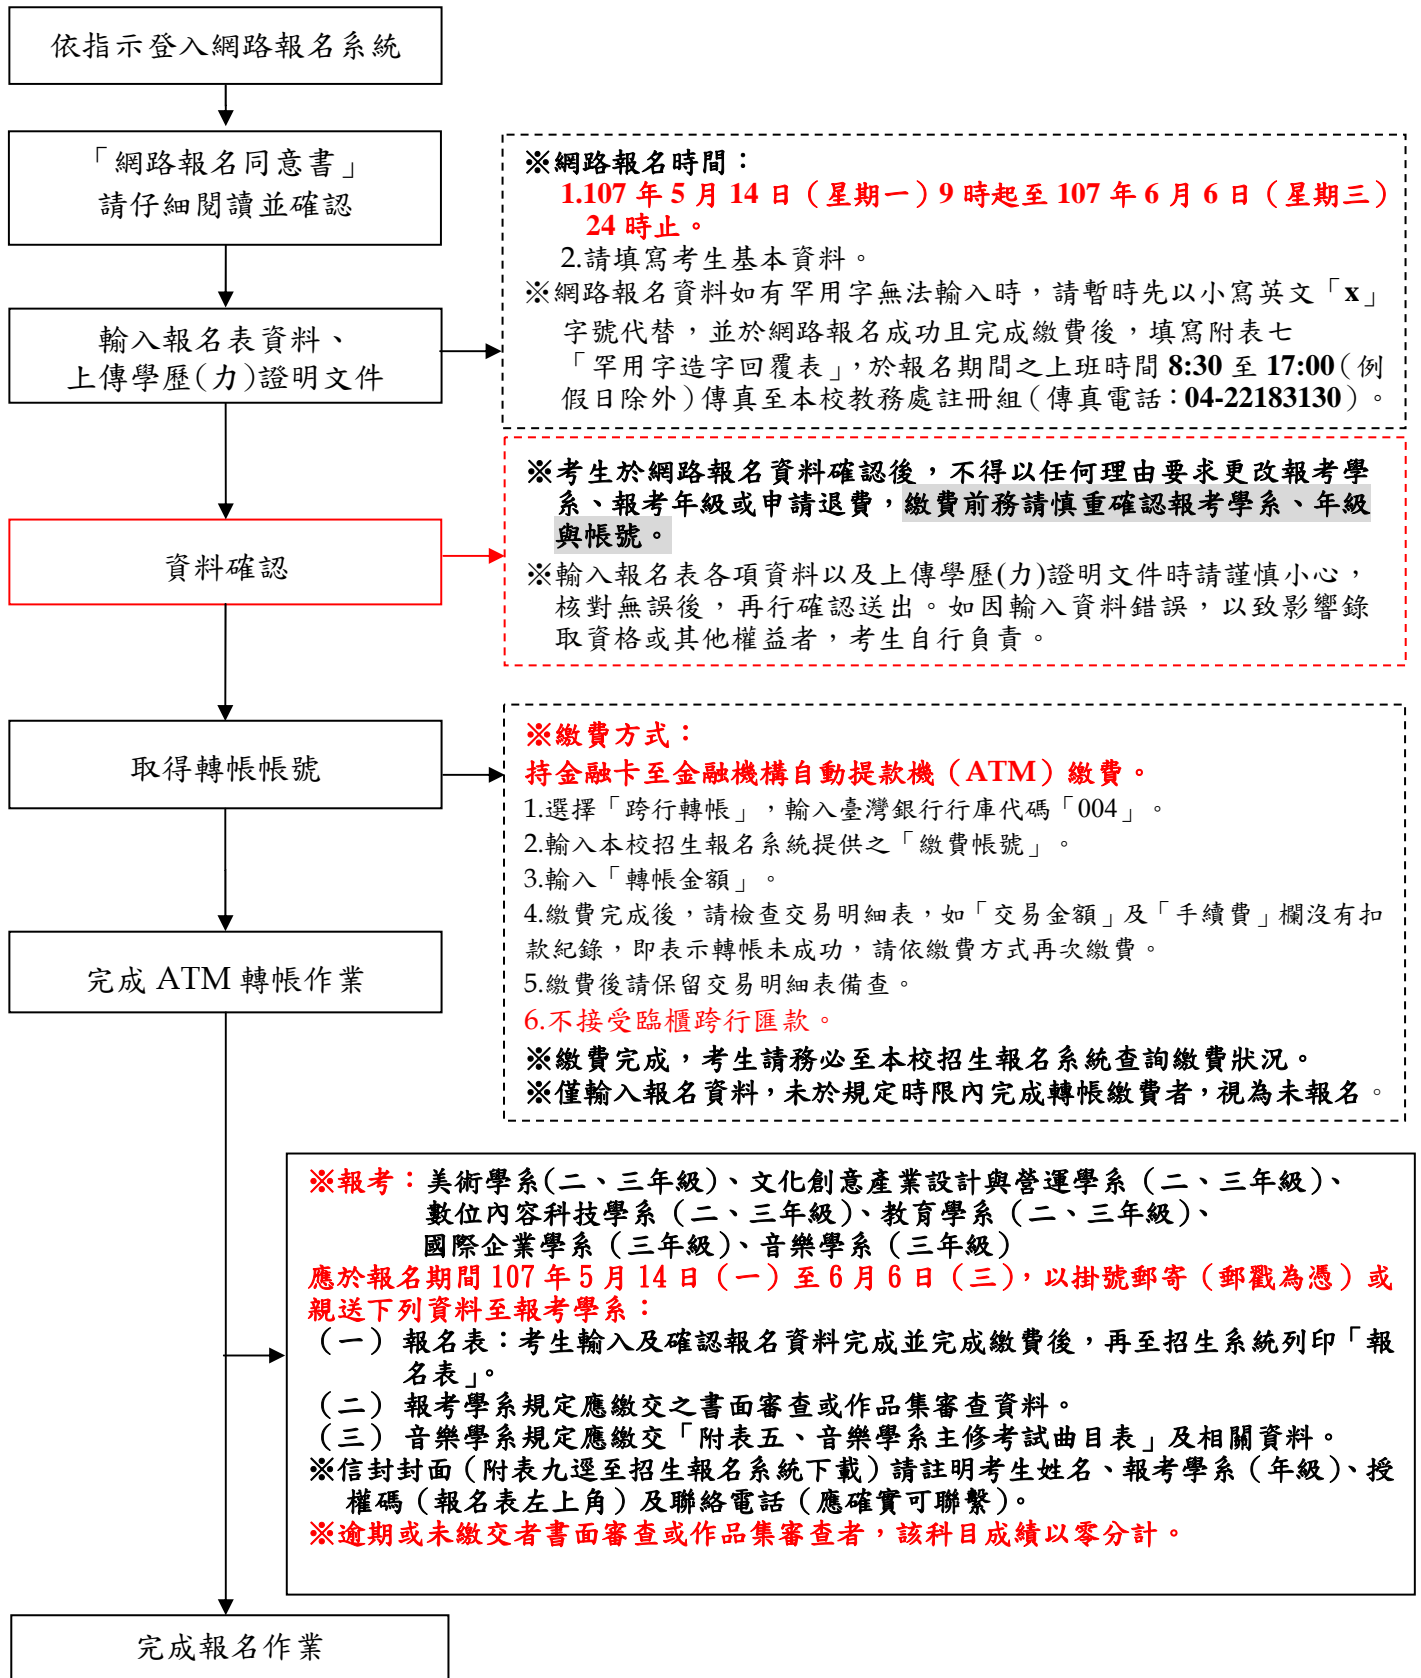 依指示登入網路報名系統
「網路報名同意書」
請仔細閱讀並確認
※網路報名時間：
1.107 年 5 月 14 日（星期一）9 時起至 107 年 6 月 6 日（星期三）
24 時止。
2.請填寫考生基本資料。
※網路報名資料如有罕用字無法輸入時，請暫時先以小寫英文「x」
字號代替，並於網路報名成功且完成繳費後，填寫附表七
「罕用字造字回覆表」，於報名期間之上班時間 8:30 至 17:00（例
假日除外）傳真至本校教務處註冊組（傳真電話：04-22183130）。
輸入報名表資料、
上傳學歷(力)證明文件
※考生於網路報名資料確認後，不得以任何理由要求更改報考學
系、報考年級或申請退費，繳費前務請慎重確認報考學系、年級
與帳號。
※輸入報名表各項資料以及上傳學歷(力)證明文件時請謹慎小心，
核對無誤後，再行確認送出。如因輸入資料錯誤，以致影響錄
取資格或其他權益者，考生自行負責。
資料確認
取得轉帳帳號
※繳費方式：
持金融卡至金融機構自動提款機（ATM）繳費。
1.選擇「跨行轉帳」，輸入臺灣銀行行庫代碼「004」。
2.輸入本校招生報名系統提供之「繳費帳號」。
3.輸入「轉帳金額」。
4.繳費完成後，請檢查交易明細表，如「交易金額」及「手續費」欄沒有扣
款紀錄，即表示轉帳未成功，請依繳費方式再次繳費。
5.繳費後請保留交易明細表備查。
6.不接受臨櫃跨行匯款。
※繳費完成，考生請務必至本校招生報名系統查詢繳費狀況。
※僅輸入報名資料，未於規定時限內完成轉帳繳費者，視為未報名。
完成 ATM 轉帳作業
※報考：美術學系(二、三年級)、文化創意產業設計與營運學系（二、三年級）、
數位內容科技學系（二、三年級）、教育學系（二、三年級）、
國際企業學系（三年級）、音樂學系（三年級）
應於報名期間 107 年 5 月 14 日（一）至 6 月 6 日（三），以掛號郵寄（郵戳為憑）或
親送下列資料至報考學系：
（一） 報名表：考生輸入及確認報名資料完成並完成繳費後，再至招生系統列印「報
名表」。
（二） 報考學系規定應繳交之書面審查或作品集審查資料。
（三） 音樂學系規定應繳交「附表五、音樂學系主修考試曲目表」及相關資料。
※信封封面（附表九逕至招生報名系統下載）請註明考生姓名、報考學系（年級）、授
權碼（報名表左上角）及聯絡電話（應確實可聯繫）。
※逾期或未繳交者書面審查或作品集審查者，該科目成績以零分計。
完成報名作業